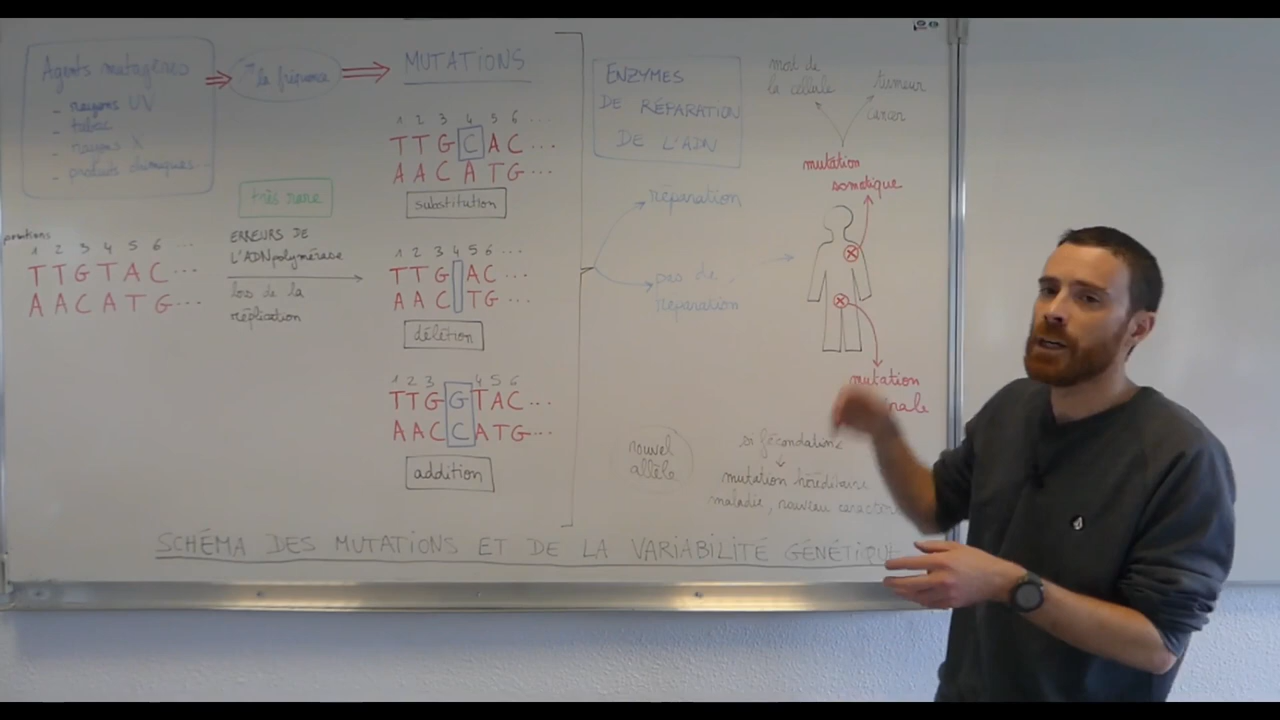 Agents mutagènes
- rayons UV
- tabac
- rayons X
- produits chimiques
la fréquence
MUTATIONS
1 2 3 4 5 6 ...
TTGCAC...
AACATG...
substitution
très rare
positions
1 2 3 4 5 6 ...
TTGTAC...
AACATG...
ERREURS DE
L'ADNpolymérase
lors de la
réplication
1 2 3 4 5 6 ...
TTG AC...
AAC TG...
délétion
1 2 3 4 5 6
TTGGTAC...
AACCATG...
addition
ENZYMES
DE RÉPARATION
DE L'ADN
réparation
pas de
réparation
mort de
la cellule
tumeur
cancer
mutation
somatique
mutation
nouvel
allèle
si fécondation
mutation héréditaire
maladie, nouveau
SCHÉMA DES MUTATIONS ET DE LA VARIABILITÉ GÉNÉTIQUE